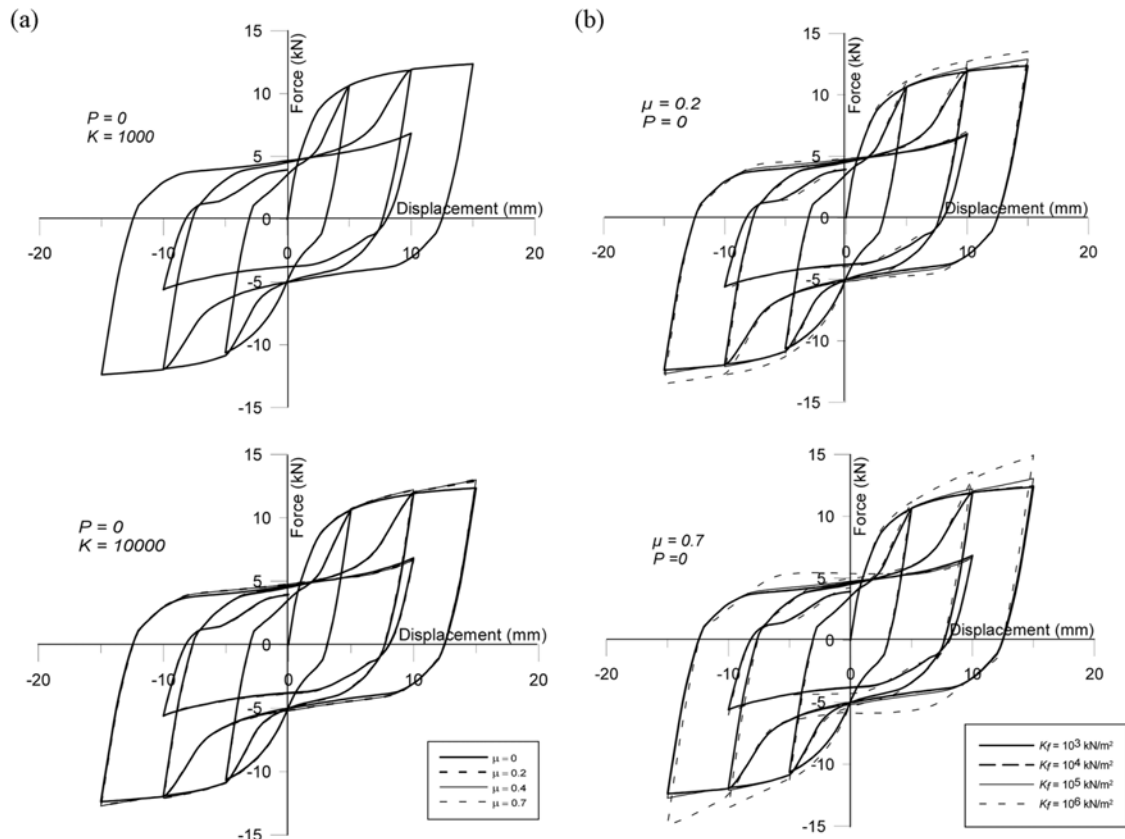 (a)
(b)
15
10
5
0
-5
-10
-15
Force (kN)
P = 0
K = 1000
Displacement (mm)
-20
-10
0
10
20
15
10
5
0
-5
-10
-15
Force (kN)
μ = 0.2
P = 0
Displacement (mm)
-20
-10
0
10
20
15
10
5
0
-5
-10
-15
Force (kN)
P = 0
K = 10000
Displacement (mm)
-20
-10
0
10
20
μ = 0
μ = 0.2
μ = 0.4
μ = 0.7
15
10
5
0
-5
-10
-15
Force (kN)
μ = 0.7
P =0
Displacement (mm)
-20
-10
0
10
20
Kf = 10³ kN/m²
Kf = 10⁴ kN/m²
Kf = 10⁵ kN/m²
Kf = 10⁶ kN/m²